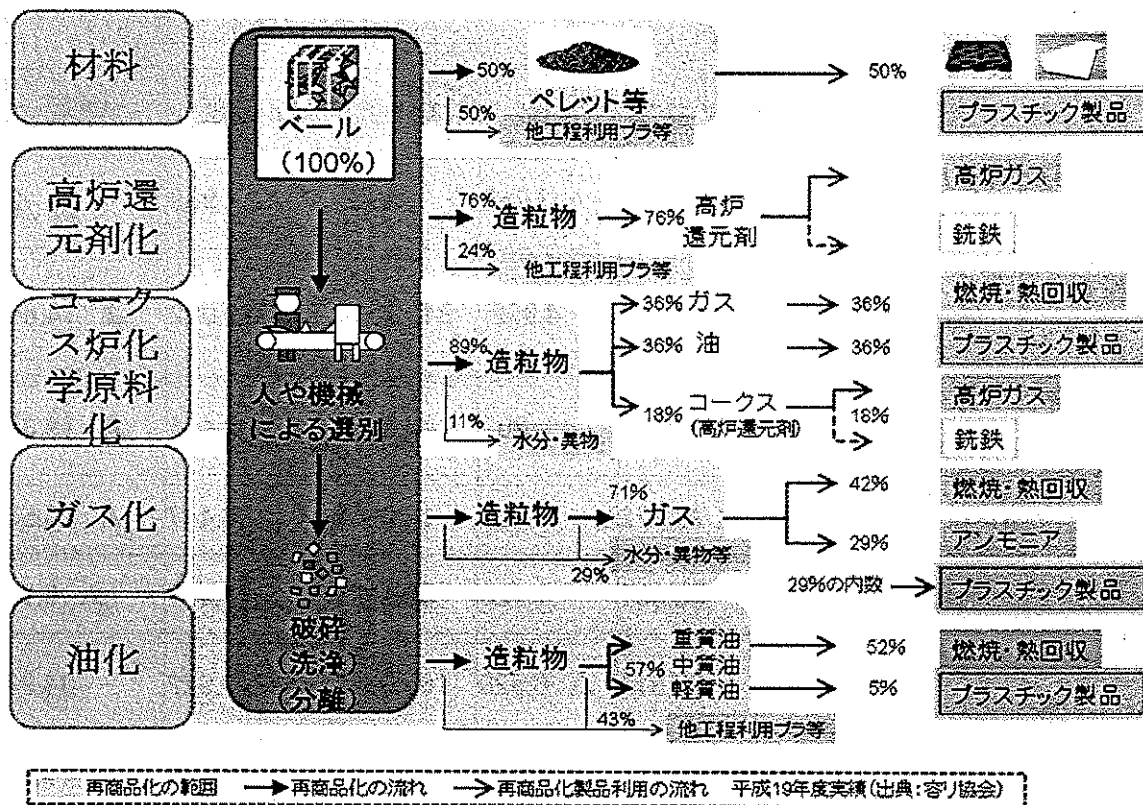 材料
ベール
(100%)
50%
ペレット等
50%
他工程利用プラ等
50%
プラスチック製品
高炉還
元剤化
76%
造粒物
24%
他工程利用プラ等
76%
高炉
還元剤
高炉ガス
銑鉄
コーク
ス炉化
学原料
化
人や機械
による選別
89%
造粒物
11%
水分・異物
36% ガス
36%
燃焼・熱回収
36% 油
36%
プラスチック製品
18% コークス
(高炉還元剤)
18%
高炉ガス
銑鉄
ガス化
造粒物
71%
ガス
水分・異物等
29%
42%
燃焼・熱回収
29%
アンモニア
29%の内数
プラスチック製品
油化
破砕
(洗浄)
(分離)
造粒物
57%
重質油
中質油
軽質油
43%
他工程利用プラ等
52%
燃焼・熱回収
5%
プラスチック製品
再商品化の範囲 再商品化の流れ 再商品化製品利用の流れ 平成19年度実績(出典:容リ協会)